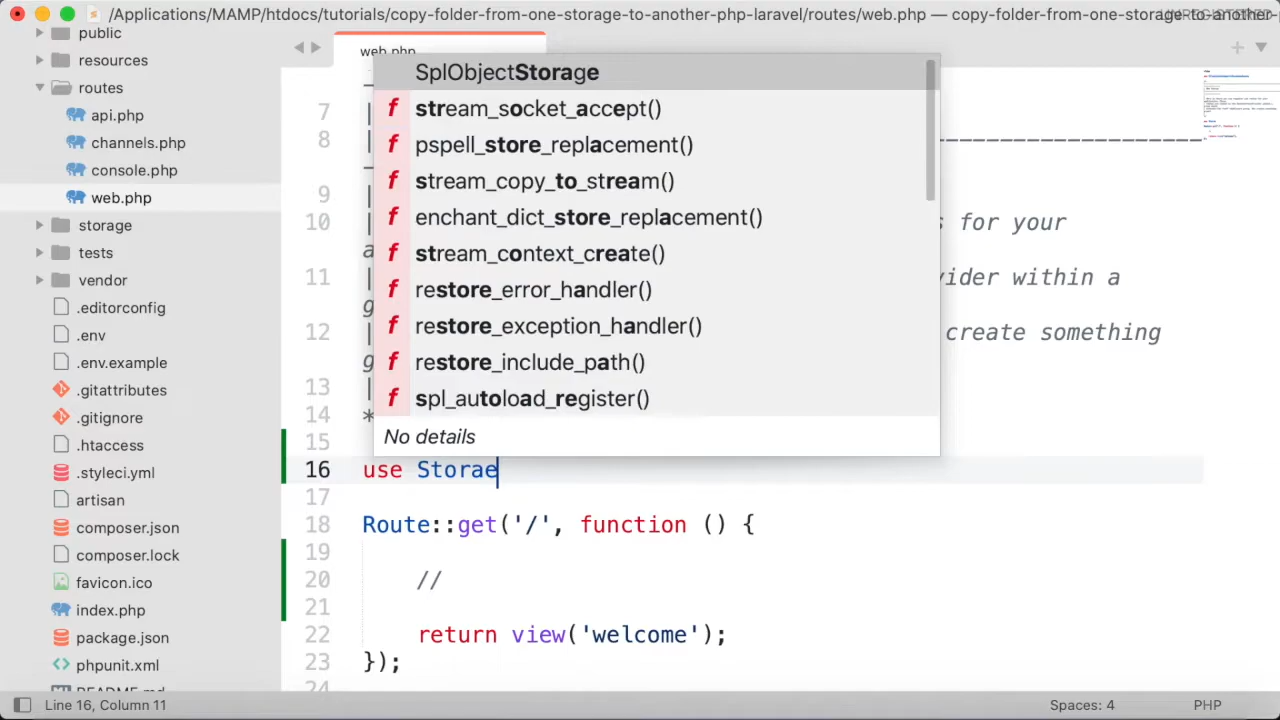 /Applications/MAMP/htdocs/tutorials/copy-folder-from-one-storage-to-another-php-laravel/routes/web.php — copy-folder-from-one-storage-to-another-
UNREGISTERED
public
resources
routes
api.php
channels.php
console.php
web.php
storage
tests
vendor
.editorconfig
.env
.env.example
.gitattributes
.gitignore
.htaccess
.styleci.yml
artisan
composer.json
composer.lock
favicon.ico
index.php
package.json
phpunit.xml
README.md
web.php
SplObjectStorage
f stream_socket_accept()
f pspell_store_replacement()
f stream_copy_to_stream()
f enchant_dict_store_replacement()
f stream_context_create()
f restore_error_handler()
f restore_exception_handler()
f restore_include_path()
f spl_autoload_register()
No details
7 |
8 |
9 |
10 | s for your
a
11 | vider within a
g
12 | create something
g
13 |
14 *
15
16 use Storae
17
18 Route::get('/', function () {
19
20 //
21
22 return view('welcome');
23 });
24
Line 16, Column 11
Spaces: 4
PHP